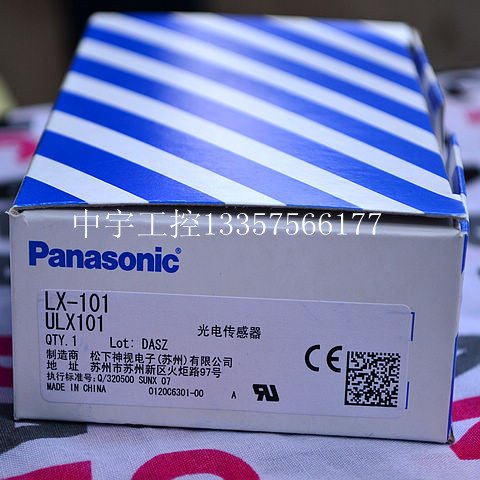 中宇工控13357566177
Panasonic
LX-101
ULX101
光电传感器
QTY.1 Lot: DASZ
制造商 松下神视电子(苏州)有限公司
地 址 苏州市苏州新区火炬路97号
执行标准号:Q/320500 SUNX 07
MADE IN CHINA 0120C6301-00 A
CE